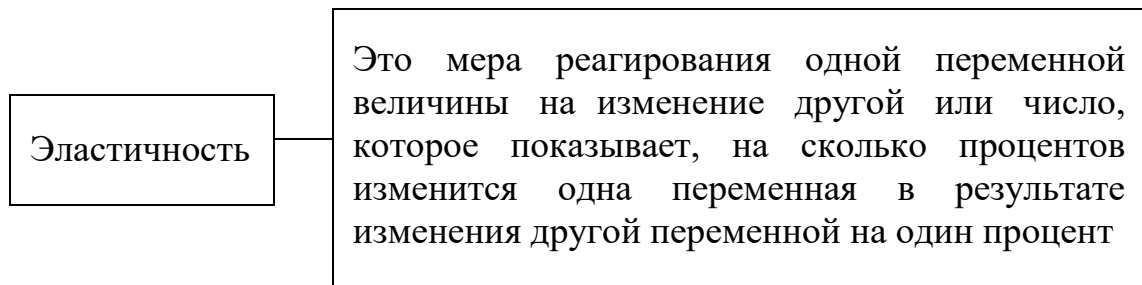 Эластичность
Это мера реагирования одной переменной
величины на изменение другой или число,
которое показывает, на сколько процентов
изменится одна переменная в результате
изменения другой переменной на один процент